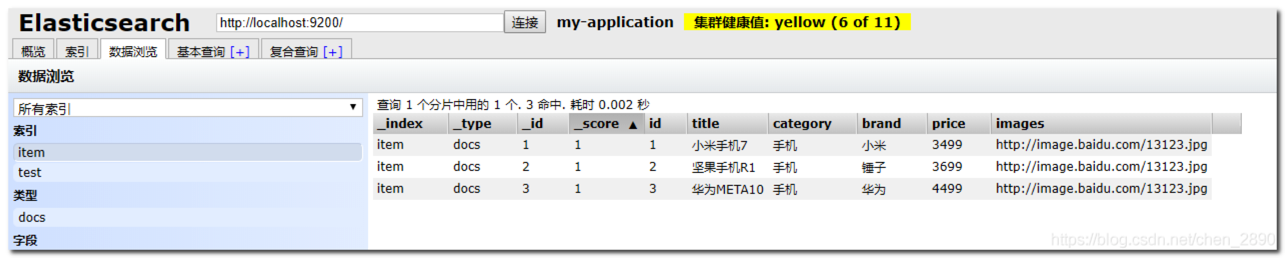 Elasticsearch http://localhost:9200/ 连接 my-application 集群健康值: yellow (6 of 11)
概览 索引 数据浏览 基本查询 [+] 复合查询 [+]
数据浏览
所有索引
索引
item
test
类型
docs
字段
查询 1 个分片中用的 1 个. 3 命中. 耗时 0.002 秒
_index _type _id _score ▲ id title category brand price images
item docs 1 1 1 小米手机7 手机 小米 3499 http://image.baidu.com/13123.jpg
item docs 2 1 2 坚果手机R1 手机 锤子 3699 http://image.baidu.com/13123.jpg
item docs 3 1 3 华为META10 手机 华为 4499 http://image.baidu.com/13123.jpg
https://blog.csdn.net/chen_2890